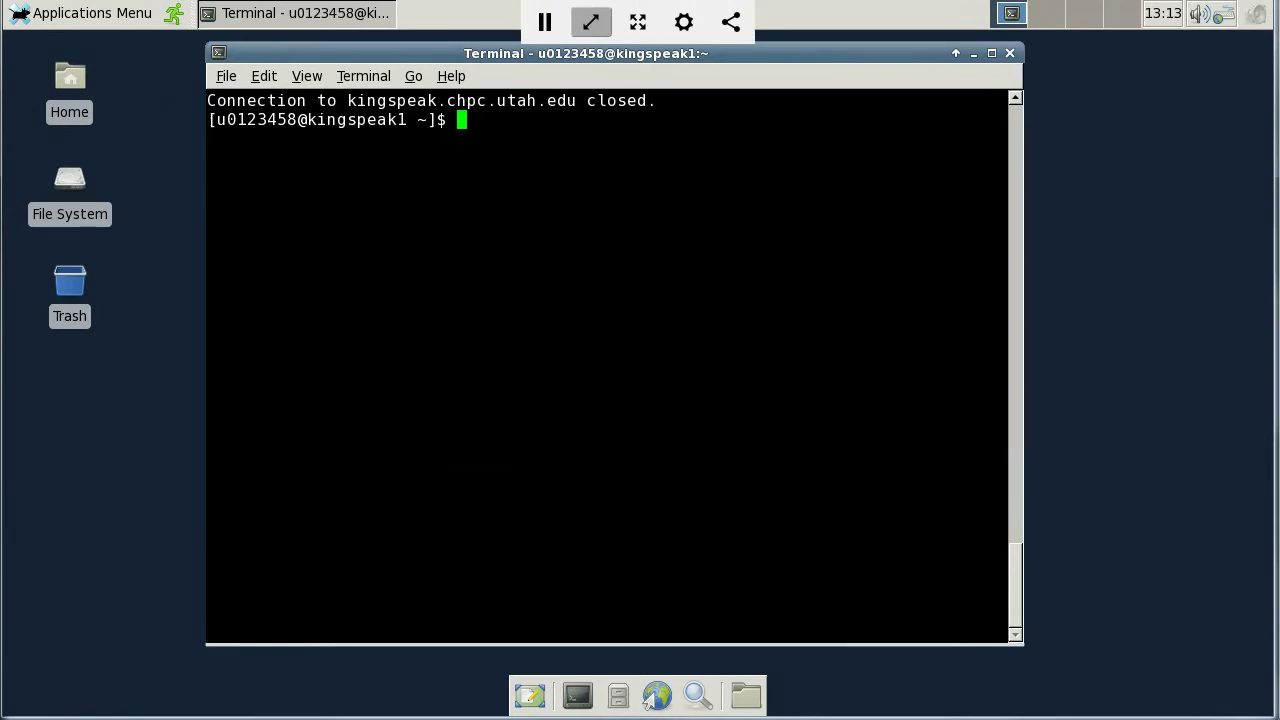 Applications Menu
Terminal - u0123458@ki...
13:13
Terminal - u0123458@kingspeak1:~
File Edit View Terminal Go Help
Connection to kingspeak.chpc.utah.edu closed.
[u0123458@kingspeak1 ~]$
Home
File System
Trash